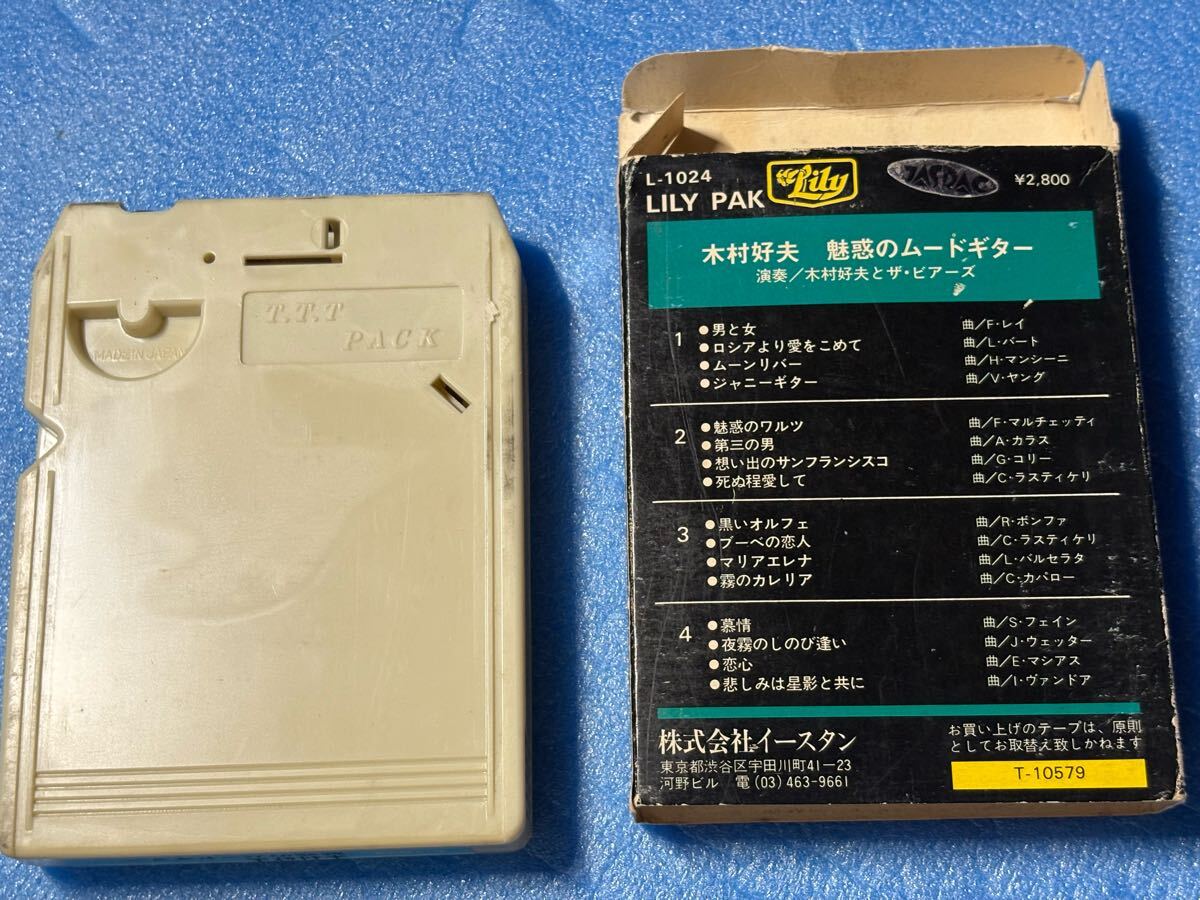 T.T.T
PACK
MADE IN JAPAN
L-1024
LILY PAK
Lily
JASRAC
¥2,800
木村好夫 魅惑のムードギター
演奏/木村好夫とザ・ビアーズ
1
●男と女 曲/F・レイ
●ロシアより愛をこめて 曲/L・バート
●ムーンリバー 曲/H・マンシーニ
●ジャニーギター 曲/V・ヤング
2
●魅惑のワルツ 曲/F・マルチェッティ
●第三の男 曲/A・カラス
●想い出のサンフランシスコ 曲/G・コリー
●死ぬ程愛して 曲/C・ラスティケリ
3
●黒いオルフェ 曲/R・ボンファ
●ブーベの恋人 曲/C・ラスティケリ
●マリアエレナ 曲/L・バルセラタ
●霧のカレリア 曲/C・カパロー
4
●慕情 曲/S・フェイン
●夜霧のしのび逢い 曲/J・ウェッター
●恋心 曲/E・マシアス
●悲しみは星影と共に 曲/I・ヴァンドア
株式会社イースタン
東京都渋谷区宇田川町41-23
河野ビル 電(03)463-9661
お買い上げのテープは、原則
としてお取替え致しかねます
T-10579